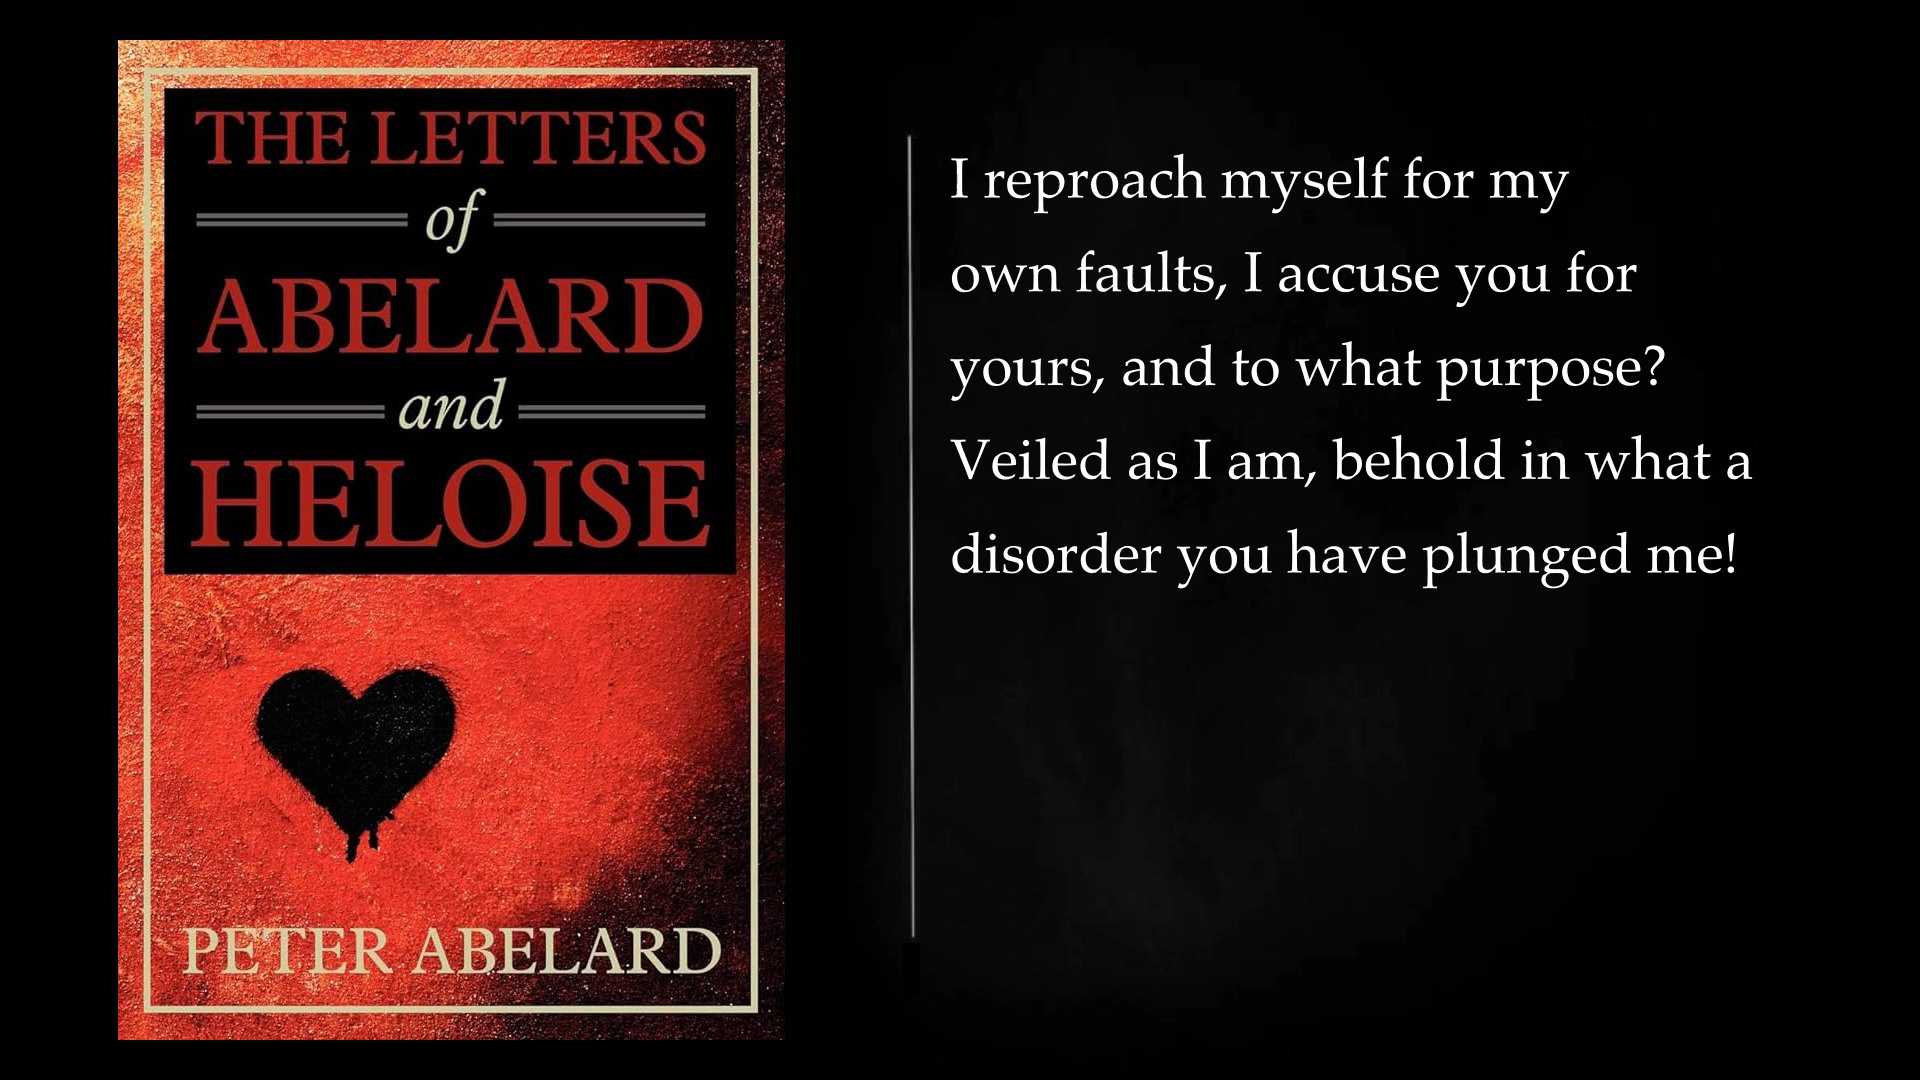 THE LETTERS
of
ABELARD
and
HELOISE
PETER ABELARD
I reproach myself for my
own faults, I accuse you for
yours, and to what purpose?
Veiled as I am, behold in what a
disorder you have plunged me!